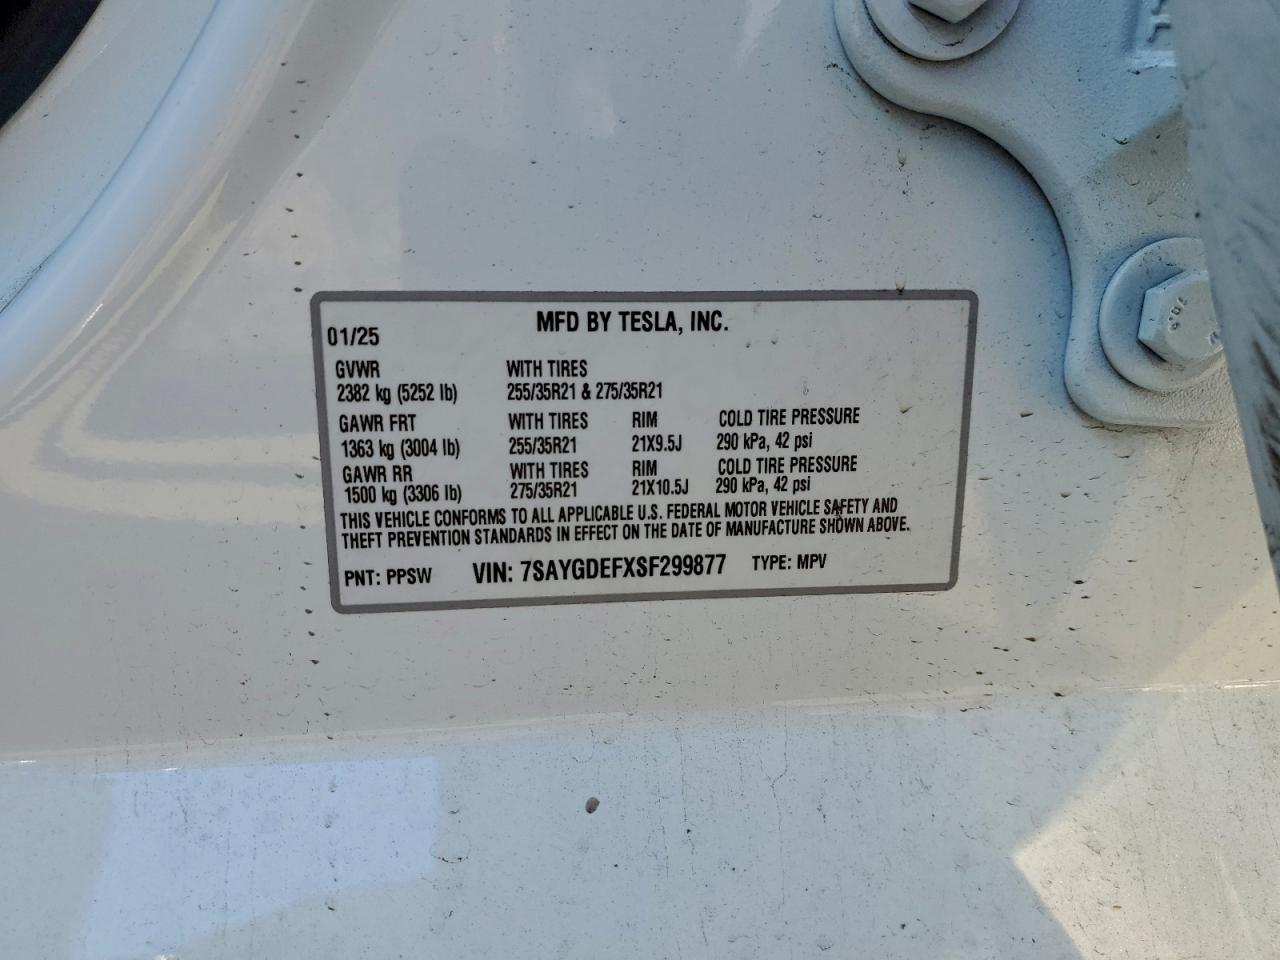 MFD BY TESLA, INC.
01/25
GVWR WITH TIRES
2382 kg (5252 lb) 255/35R21 & 275/35R21
GAWR FRT WITH TIRES RIM COLD TIRE PRESSURE
1363 kg (3004 lb) 255/35R21 21X9.5J 290 kPa, 42 psi
GAWR RR WITH TIRES RIM COLD TIRE PRESSURE
1500 kg (3306 lb) 275/35R21 21X10.5J 290 kPa, 42 psi
THIS VEHICLE CONFORMS TO ALL APPLICABLE U.S. FEDERAL MOTOR VEHICLE SAFETY AND
THEFT PREVENTION STANDARDS IN EFFECT ON THE DATE OF MANUFACTURE SHOWN ABOVE.
PNT: PPSW VIN: 7SAYGDEFXSF299877 TYPE: MPV